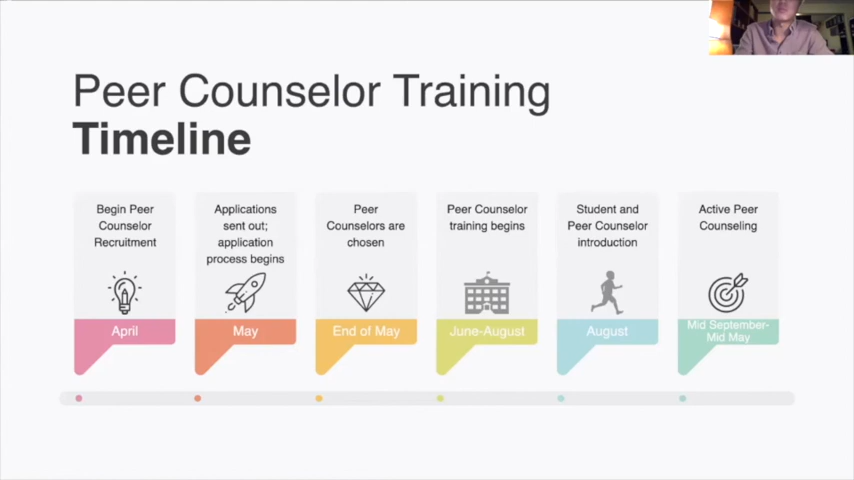 Peer Counselor Training
Timeline
Begin Peer
Counselor
Recruitment
April
Applications
sent out;
application
process begins
May
Peer
Counselors are
chosen
End of May
Peer Counselor
training begins
June-August
Student and
Peer Counselor
introduction
August
Active Peer
Counseling
Mid September-
Mid May